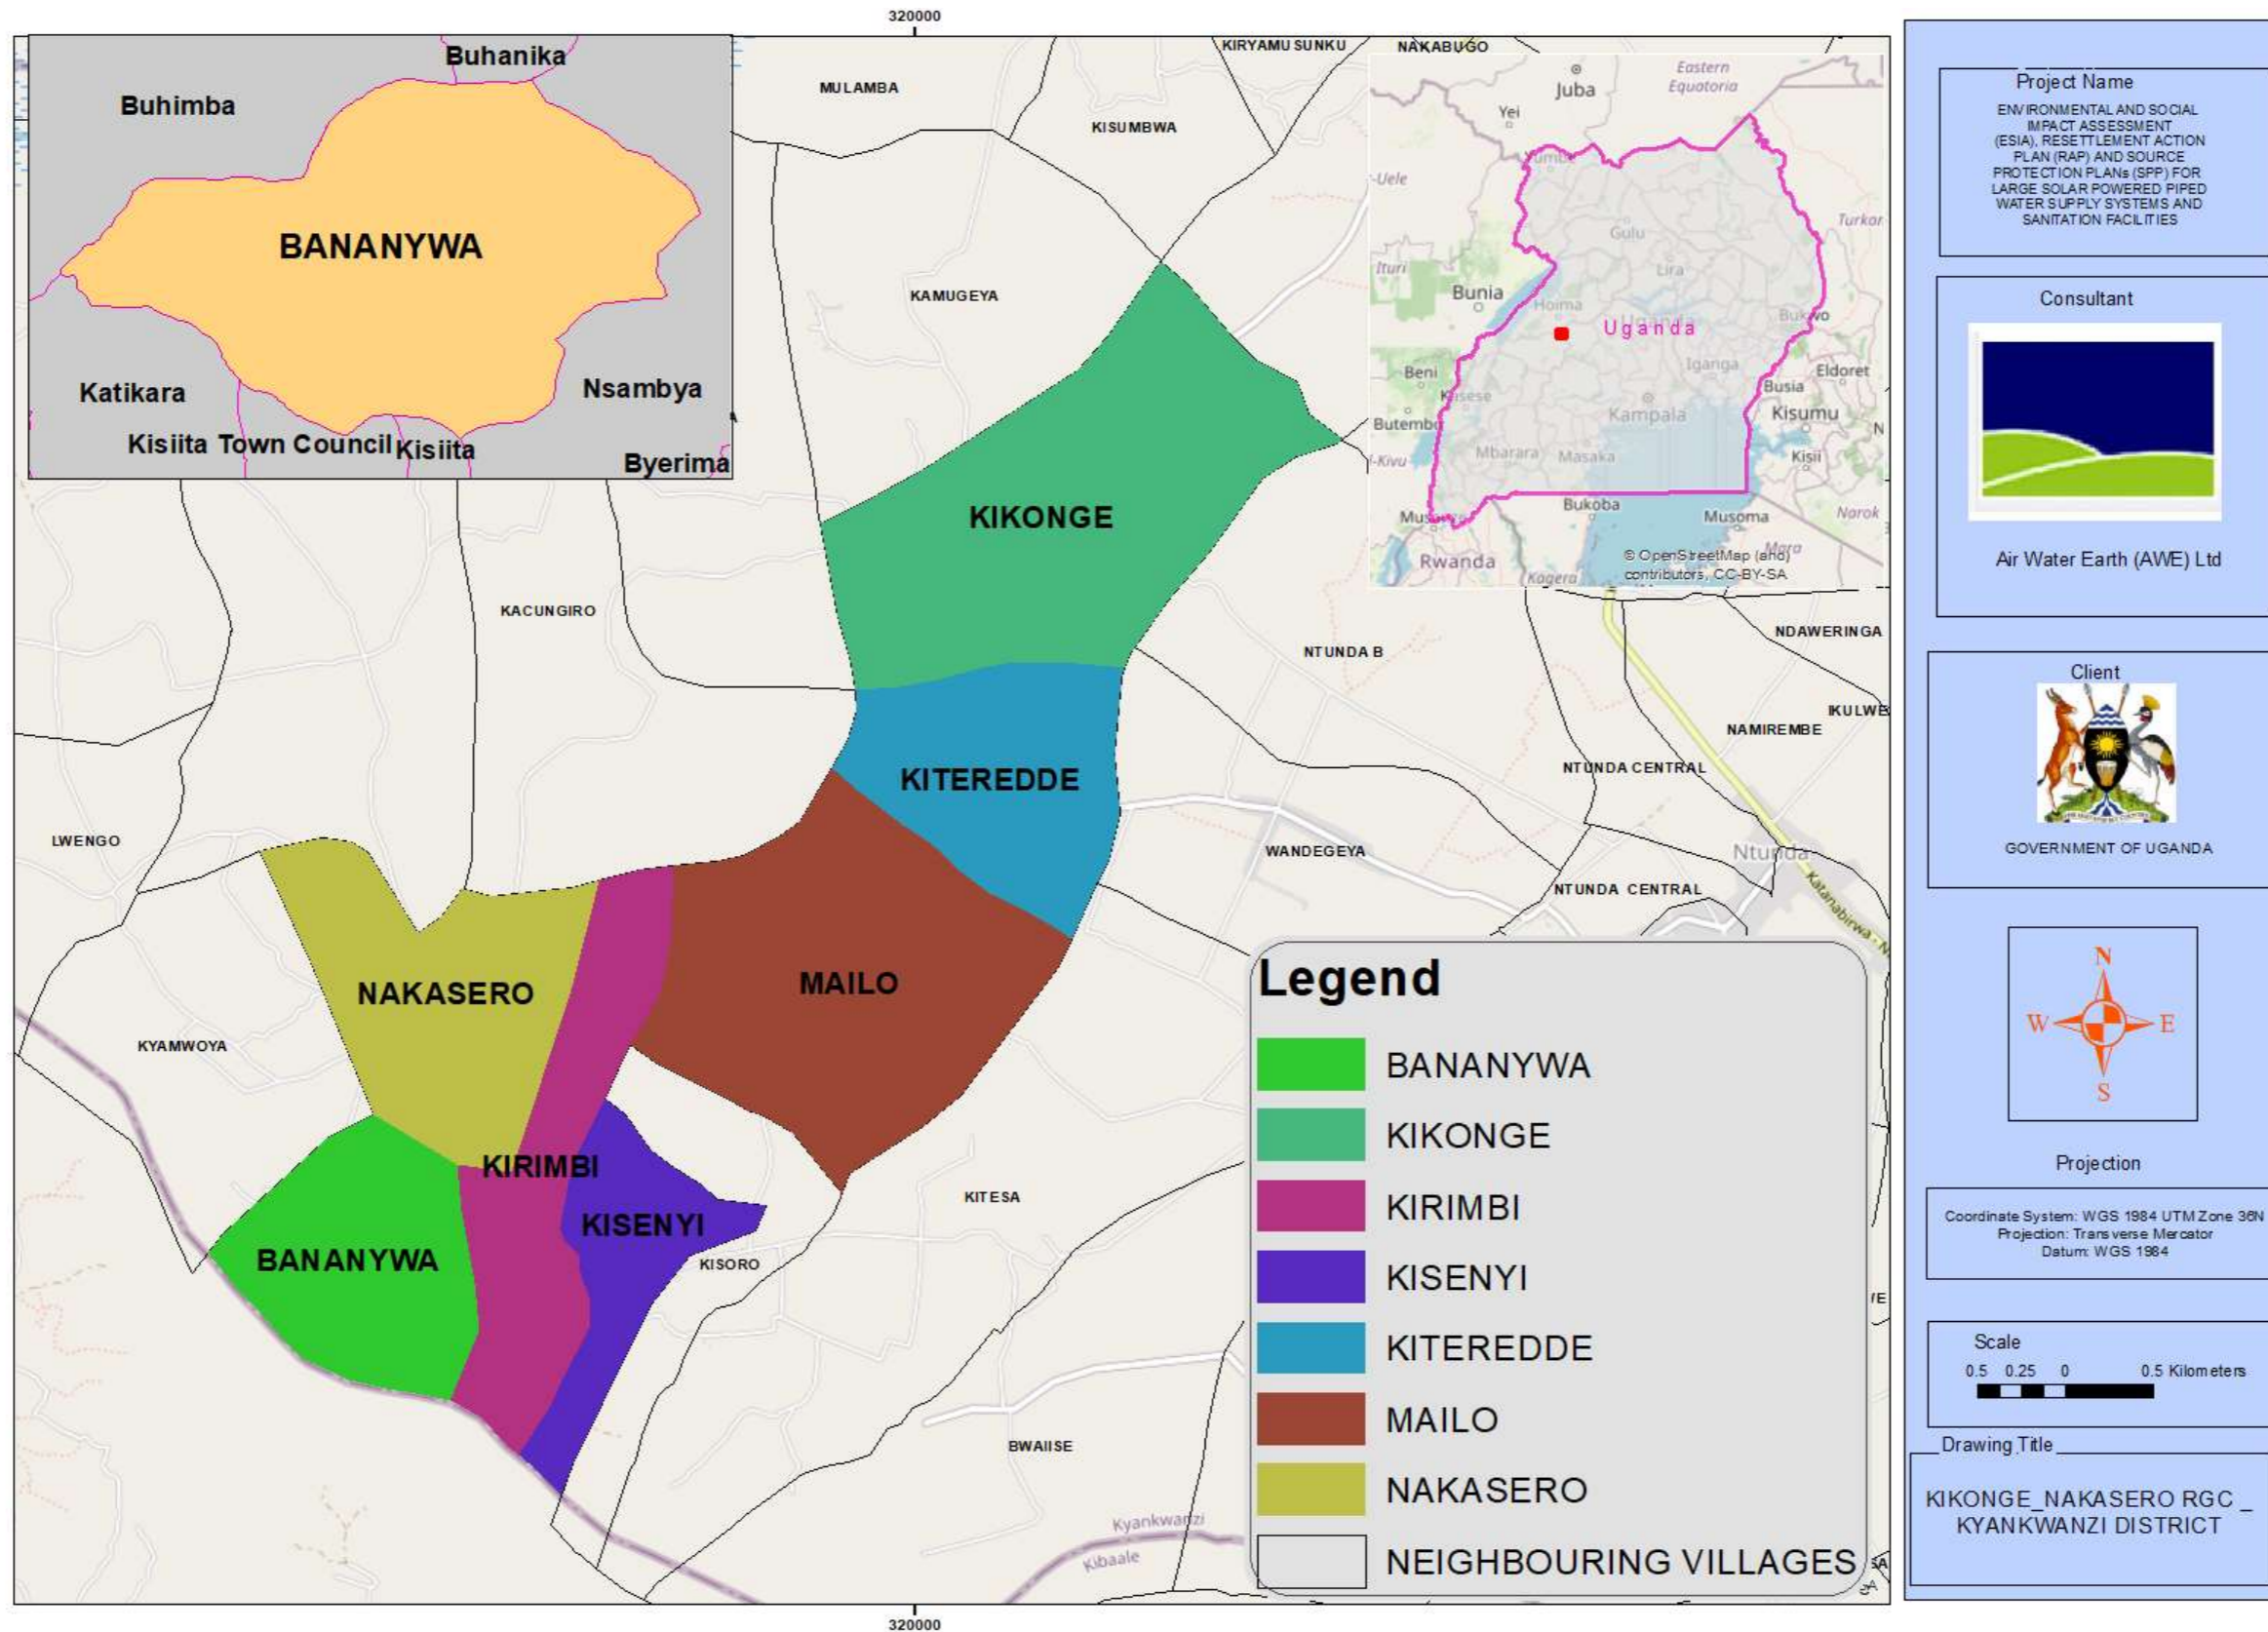 320000
Buhanika
Buhimba
BANANYWA
Katikara
Nsambya
Kisiita Town Council
Kisiita
Byerima
MULAMBA
KIRYAMUSUNKU
NAKABUGO
KISUMBWA
KAMUGEYA
KIKONGE
KACUNGIRO
NTUNDA B
NDAWERINGA
IKULWE
NAMIREMBE
NTUNDA CENTRAL
KITEREDDE
LWENGO
WANDEGEYA
Ntunda
NTUNDA CENTRAL
NAKASERO
MAILO
KYAMWOYA
KIRIMBI
KISENYI
BANANYWA
KISORO
KITESA
BWAIISE
Kyankwanzi
Kibaale
Juba
Eastern
Equatoria
Yei
Yumbe
-Uele
Gulu
Turkar
Ituri
Lira
Bunia
Hoima
Uganda
Uganda
Bukwo
Iganga
Beni
Kasese
Busia
Eldoret
Butembo
Kampala
Kisumu
N
-Kivu
Mbarara
Masaka
Kisii
Bukoba
Musoma
Narok
Mara
Rwanda
Kagera
© OpenStreetMap (and)
contributors, CC-BY-SA
Legend
BANANYWA
KIKONGE
KIRIMBI
KISENYI
KITEREDDE
MAILO
NAKASERO
NEIGHBOURING VILLAGES
320000
Project Name
ENVIRONMENTAL AND SOCIAL
IMPACT ASSESSMENT
(ESIA), RESETTLEMENT ACTION
PLAN (RAP) AND SOURCE
PROTECTION PLANs (SPP) FOR
LARGE SOLAR POWERED PIPED
WATER SUPPLY SYSTEMS AND
SANITATION FACILITIES
Consultant
Air Water Earth (AWE) Ltd
Client
GOVERNMENT OF UGANDA
N
W
E
S
Projection
Coordinate System: WGS 1984 UTM Zone 36N
Projection: Transverse Mercator
Datum: WGS 1984
Scale
0.5 0.25 0 0.5 Kilometers
Drawing Title
KIKONGE_NAKASERO RGC _
KYANKWANZI DISTRICT